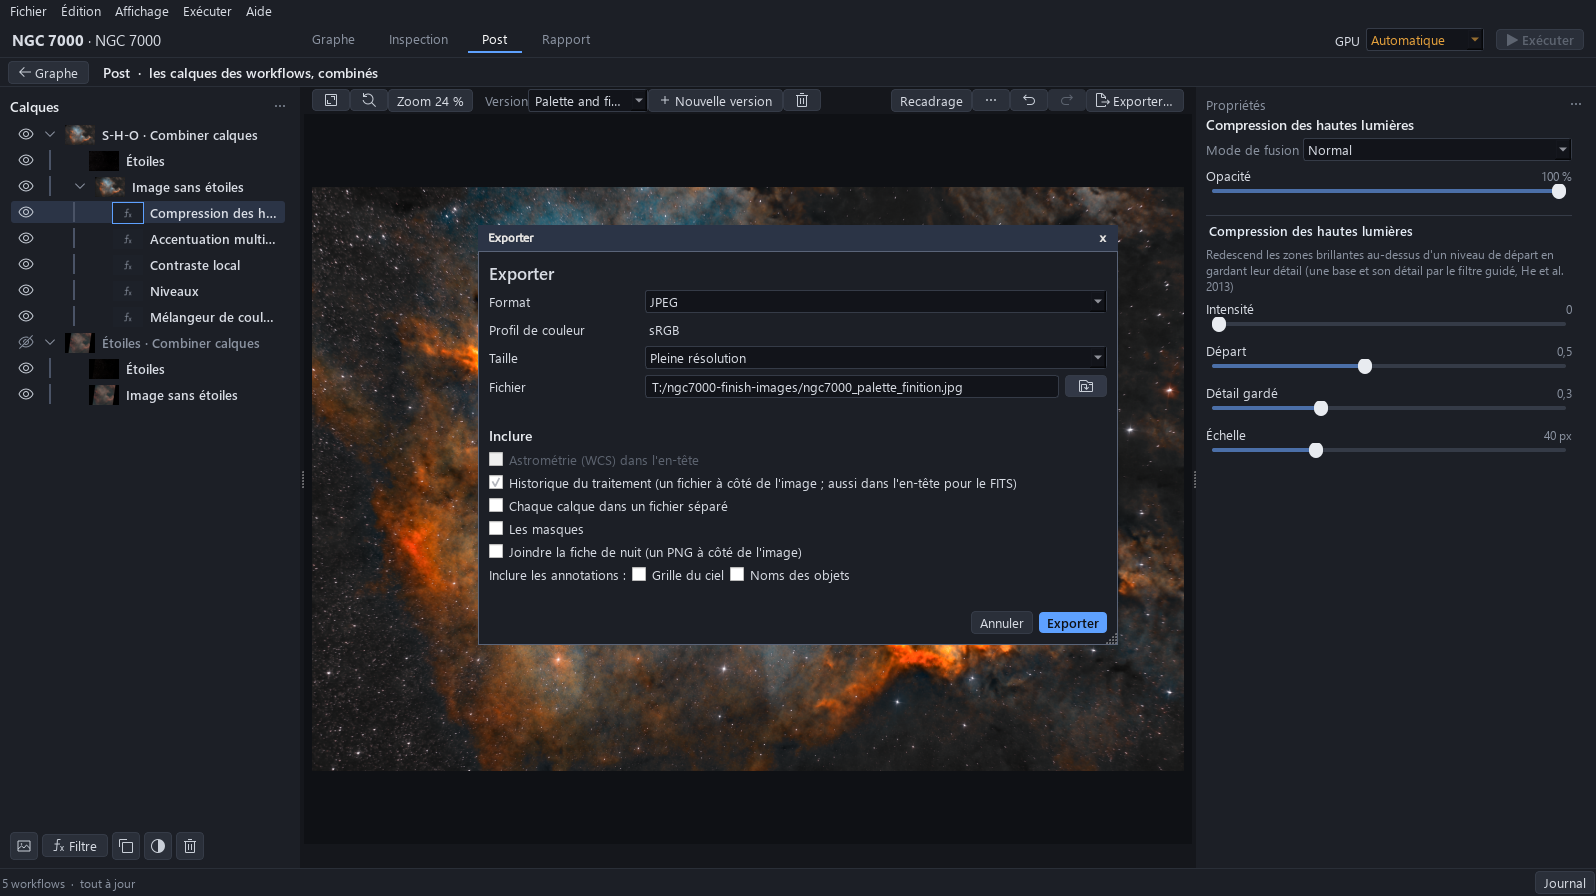 Fichier Édition Affichage Exécuter Aide
NGC 7000 · NGC 7000
Graphe Inspection Post Rapport
GPU Automatique Exécuter
Graphe Post · les calques des workflows, combinés
Calques ···
S-H-O · Combiner calques
Étoiles
Image sans étoiles
fx Compression des h...
fx Accentuation multi...
fx Contraste local
fx Niveaux
fx Mélangeur de coul...
Étoiles · Combiner calques
Étoiles
Image sans étoiles
fx Filtre
Zoom 24 % Version Palette and fi... + Nouvelle version
Recadrage ··· Exporter...
Exporter x
Exporter
Format JPEG
Profil de couleur sRGB
Taille Pleine résolution
Fichier T:/ngc7000-finish-images/ngc7000_palette_finition.jpg
Inclure
Astrométrie (WCS) dans l'en-tête
Historique du traitement (un fichier à côté de l'image ; aussi dans l'en-tête pour le FITS)
Chaque calque dans un fichier séparé
Les masques
Joindre la fiche de nuit (un PNG à côté de l'image)
Inclure les annotations : Grille du ciel Noms des objets
Annuler Exporter
Propriétés ···
Compression des hautes lumières
Mode de fusion Normal
Opacité 100 %
Compression des hautes lumières
Redescend les zones brillantes au-dessus d'un niveau de départ en
gardant leur détail (une base et son détail par le filtre guidé, He et al.
2013)
Intensité 0
Départ 0,5
Détail gardé 0,3
Échelle 40 px
5 workflows · tout à jour
Journal